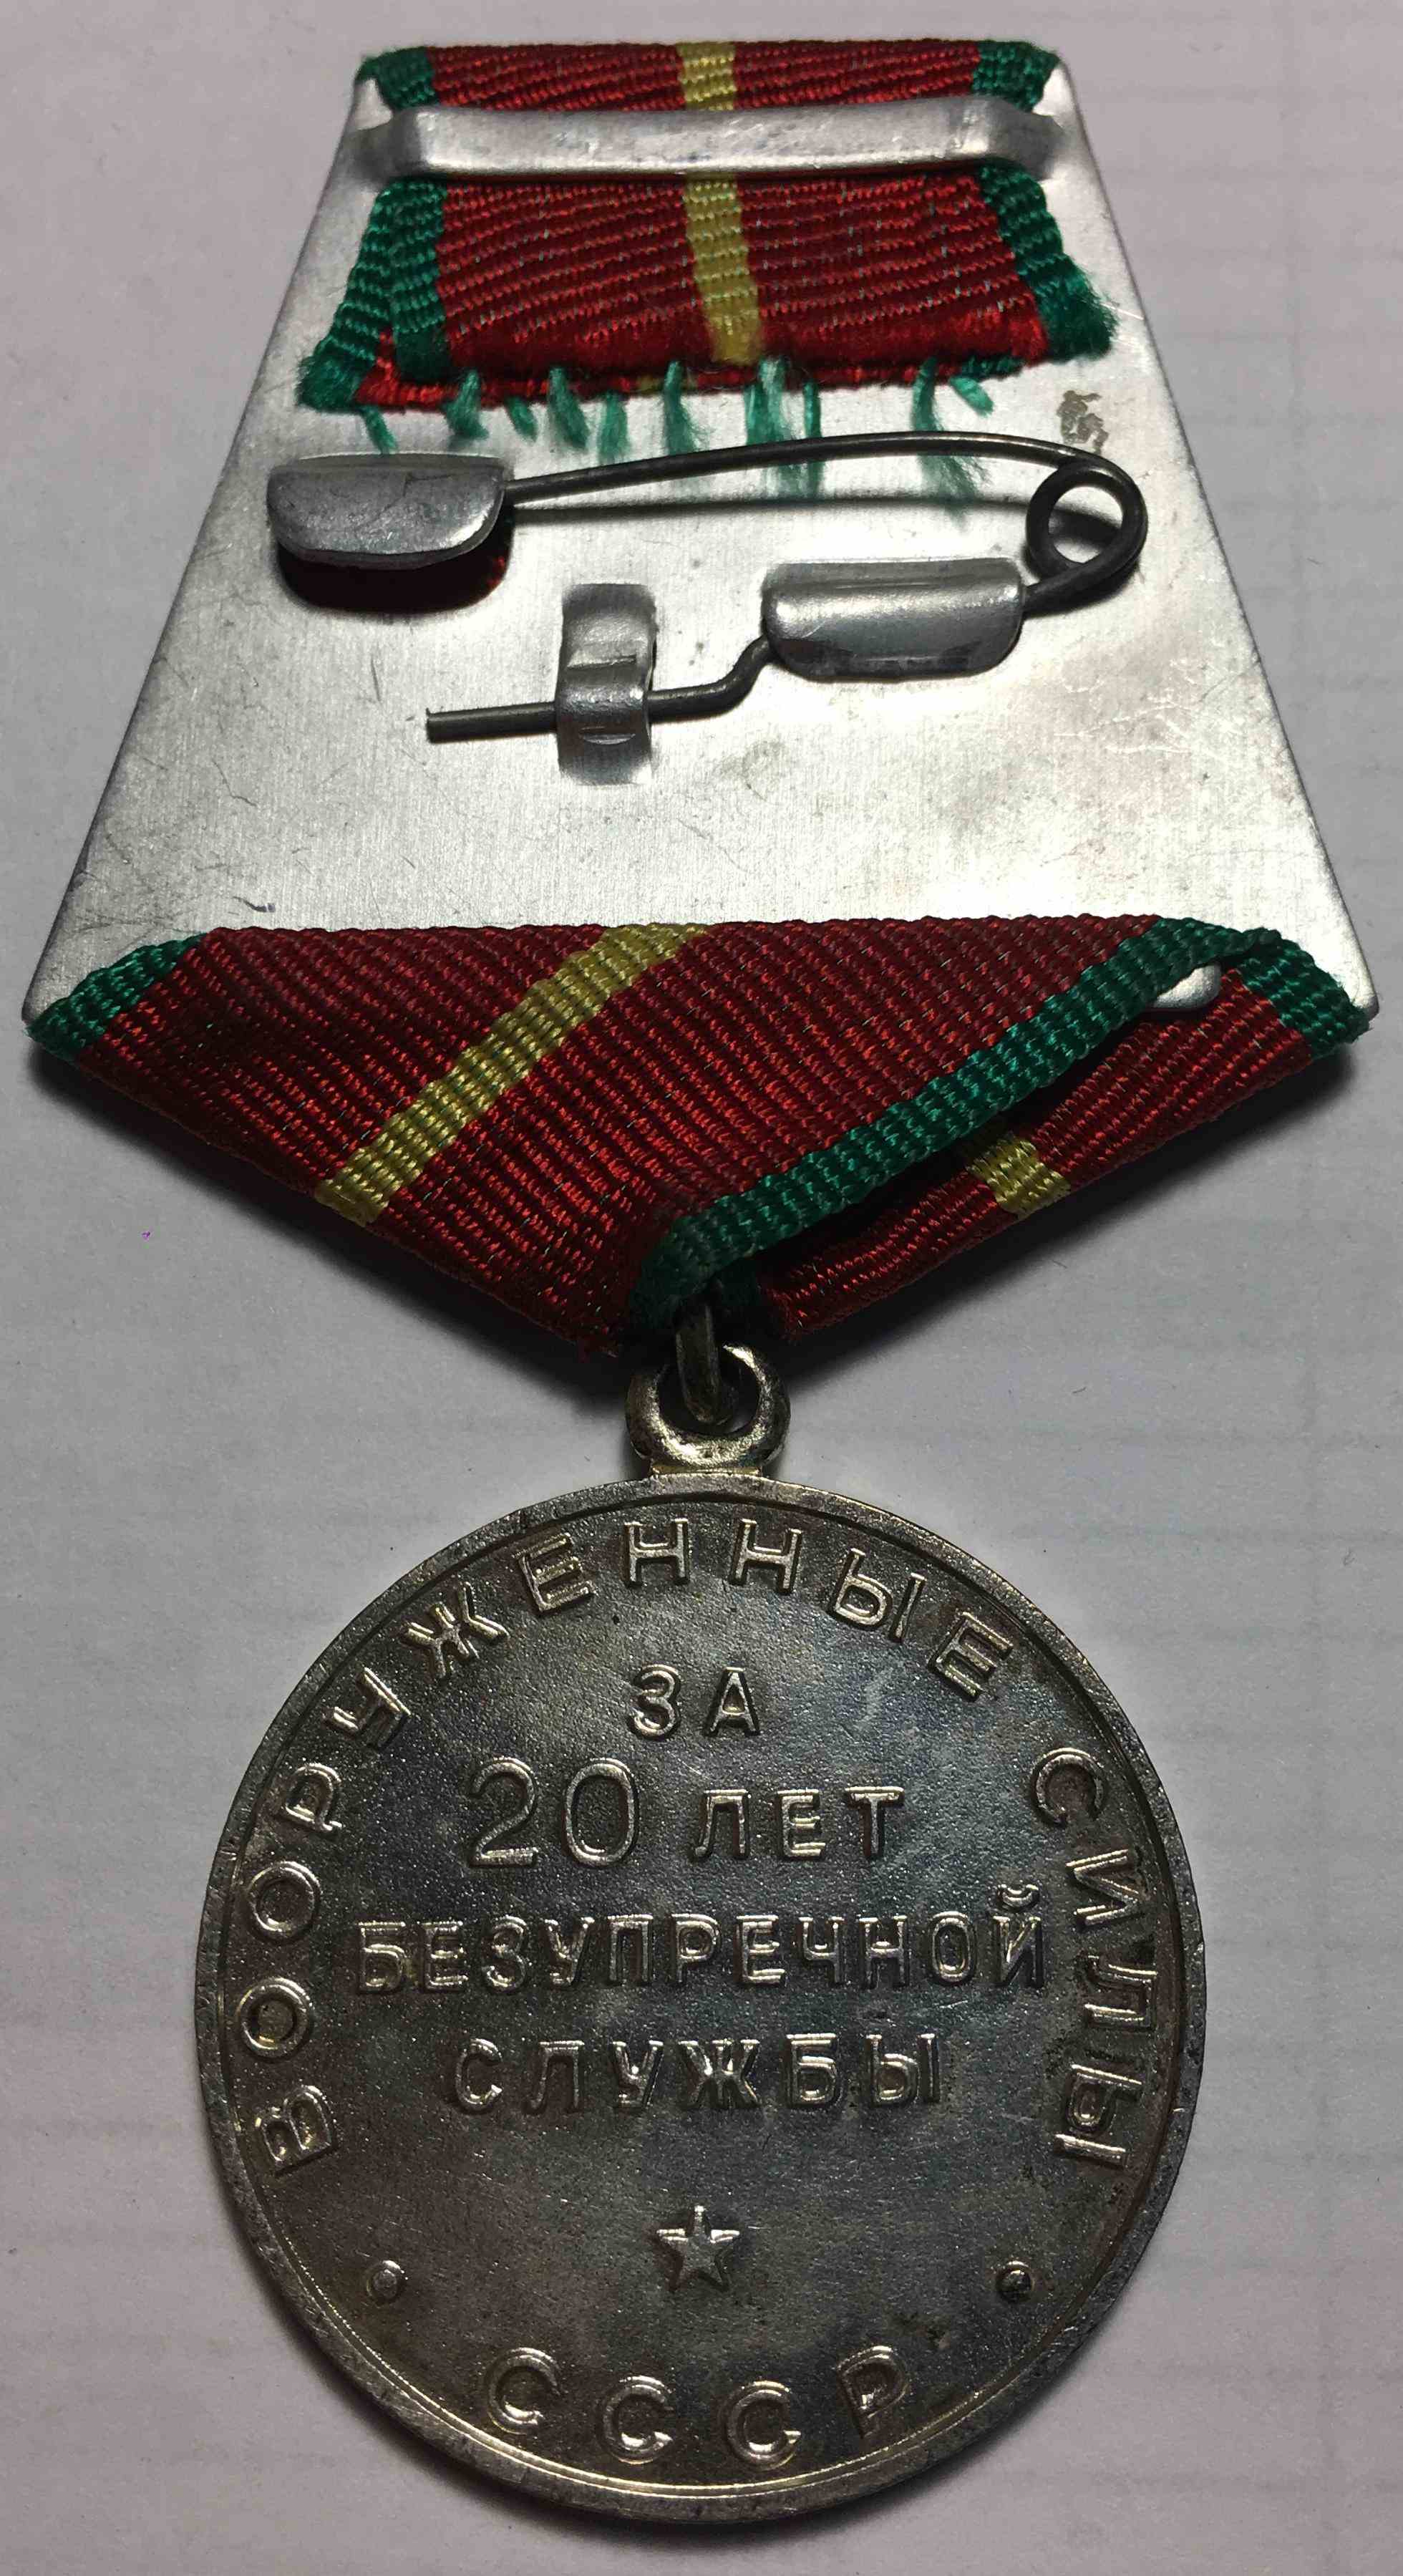 ВООРУЖЕННЫЕ СИЛЫ
ЗА
20 ЛЕТ
БЕЗУПРЕЧНОЙ
СЛУЖБЫ
СССР